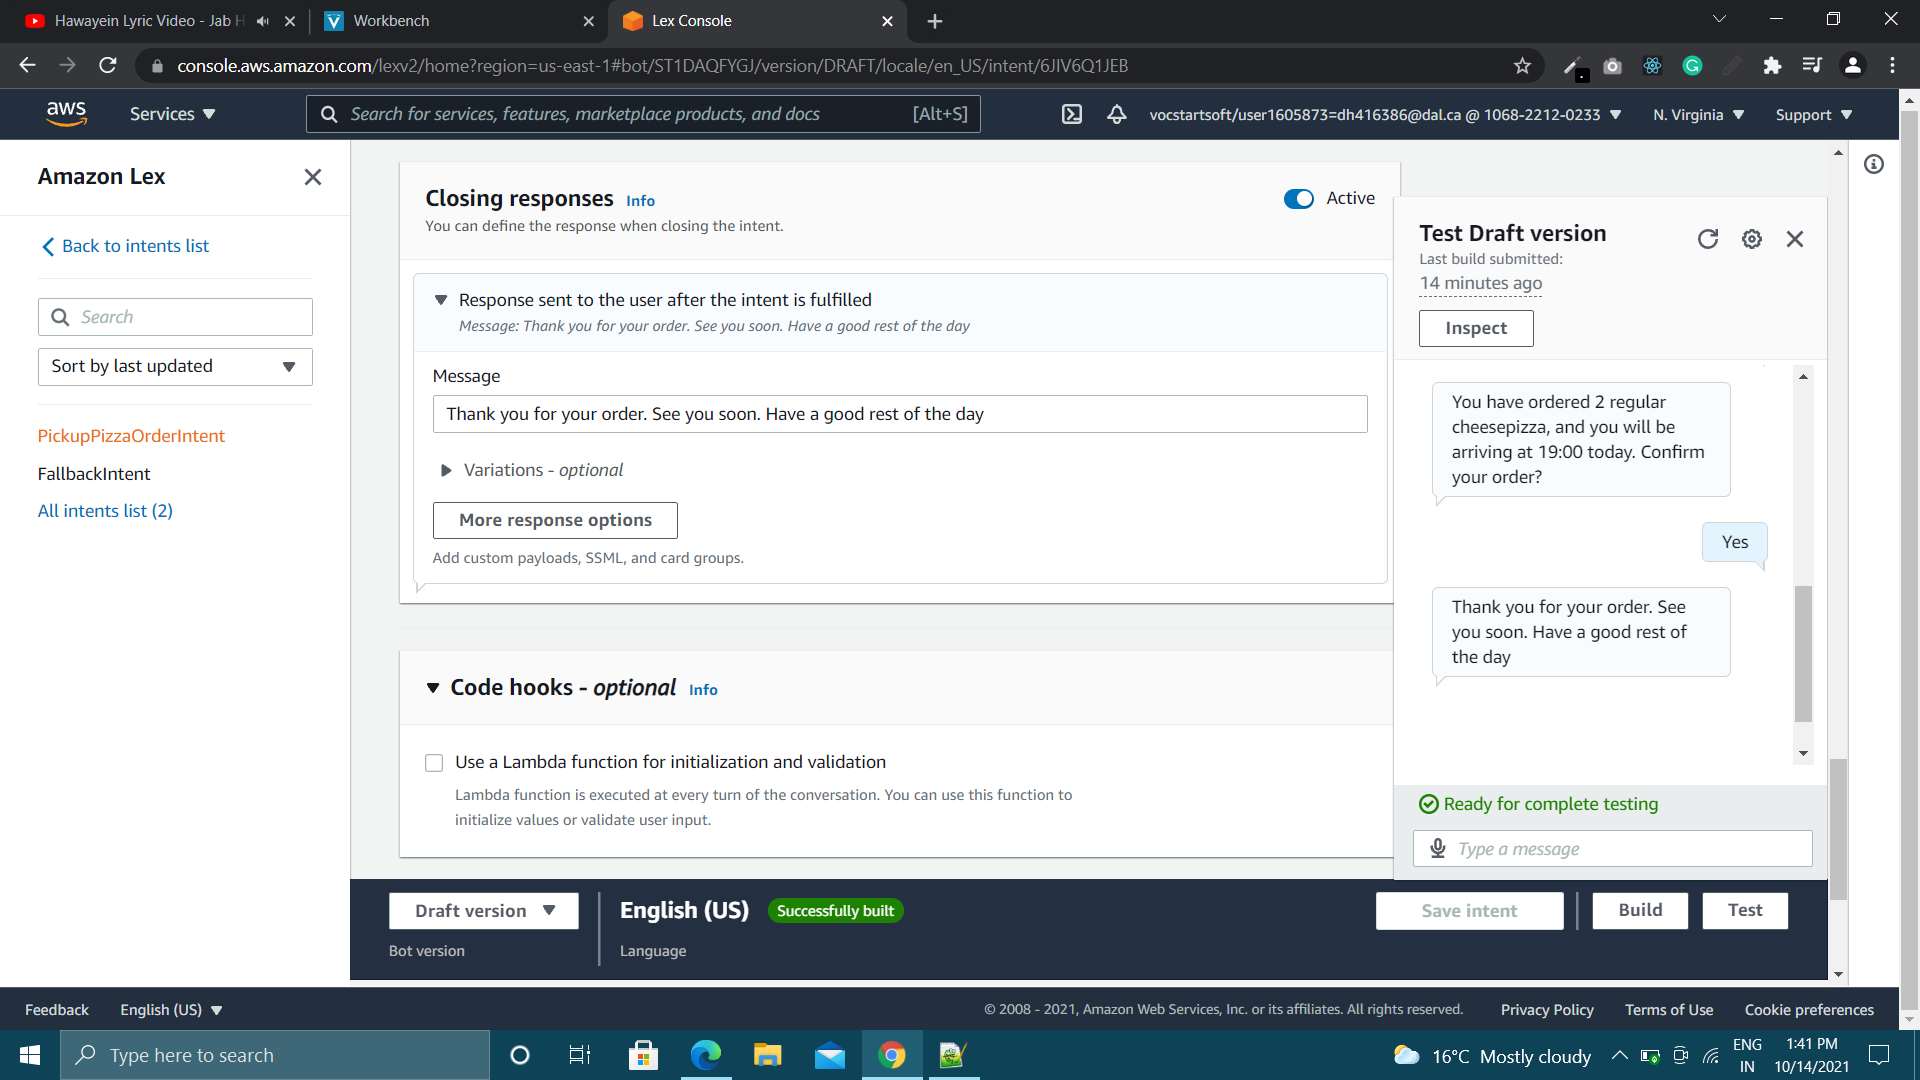 Hawayein Lyric Video - Jab H
Workbench
Lex Console
console.aws.amazon.com/lexv2/home?region=us-east-1#bot/ST1DAQFYGJ/version/DRAFT/locale/en_US/intent/6JIV6Q1JEB
aws
Services
Search for services, features, marketplace products, and docs
[Alt+S]
vocstartsoft/user1605873=dh416386@dal.ca @ 1068-2212-0233
N. Virginia
Support
Amazon Lex
Back to intents list
Search
Sort by last updated
PickupPizzaOrderIntent
FallbackIntent
All intents list (2)
Closing responses Info
Active
You can define the response when closing the intent.
Response sent to the user after the intent is fulfilled
Message: Thank you for your order. See you soon. Have a good rest of the day
Message
Thank you for your order. See you soon. Have a good rest of the day
Variations - optional
More response options
Add custom payloads, SSML, and card groups.
Code hooks - optional Info
Use a Lambda function for initialization and validation
Lambda function is executed at every turn of the conversation. You can use this function to
initialize values or validate user input.
Test Draft version
Last build submitted:
14 minutes ago
Inspect
You have ordered 2 regular
cheesepizza, and you will be
arriving at 19:00 today. Confirm
your order?
Yes
Thank you for your order. See
you soon. Have a good rest of
the day
Ready for complete testing
Type a message
Draft version
Bot version
English (US) Successfully built
Language
Save intent
Build
Test
Feedback
English (US)
© 2008 - 2021, Amazon Web Services, Inc. or its affiliates. All rights reserved.
Privacy Policy
Terms of Use
Cookie preferences
Type here to search
16°C Mostly cloudy
ENG
IN
1:41 PM
10/14/2021